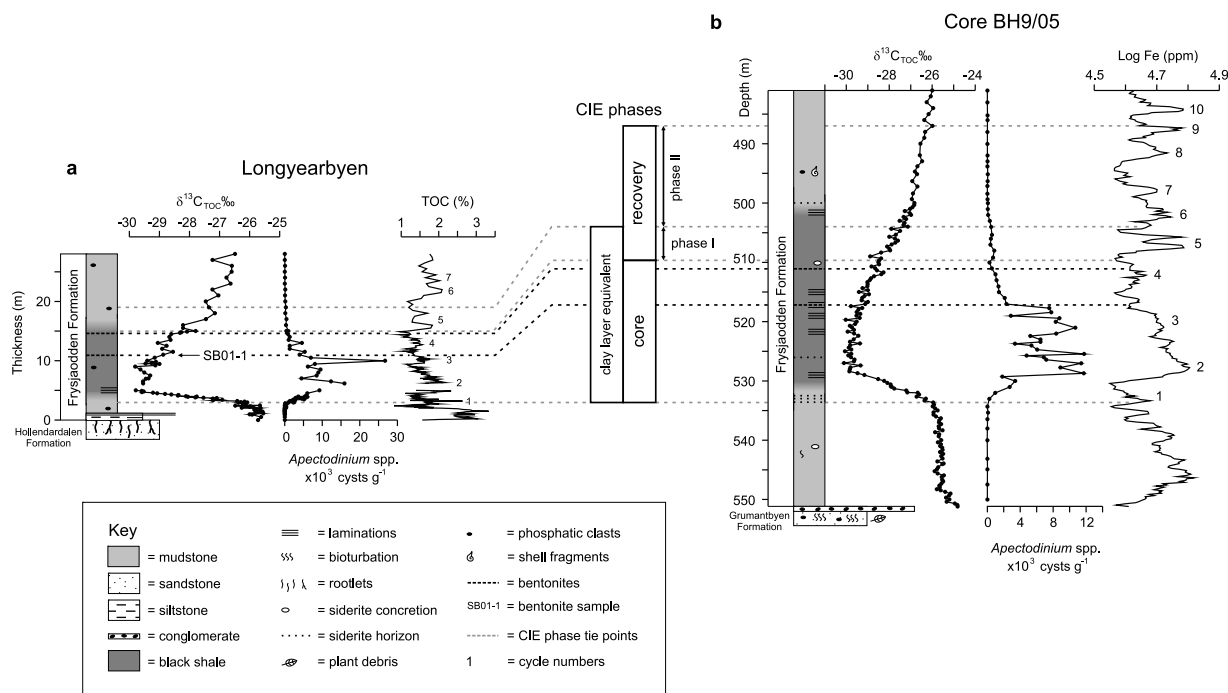 b
Core BH9/05
δ13CTOC‰
Log Fe (ppm)
-30 -28 -26 -24
4.5 4.7 4.9
Depth (m)
490
500
510
520
530
540
550
Frysjaodden Formation
Grumantbyen
Formation
0 4 8 12
Apectodinium spp.
x10³ cysts g-1
10
9
8
7
6
5
4
3
2
1
CIE phases
recovery
phase II
phase I
clay layer equivalent
core
a
Longyearbyen
δ13CTOC‰
TOC (%)
-30 -29 -28 -27 -26 -25
1 2 3
Thickness (m)
20
10
0
Frysjaodden Formation
Hollendardalen
Formation
SB01-1
0 10 20 30
Apectodinium spp.
x10³ cysts g-1
7
6
5
4
3
2
1
Key
= mudstone
= sandstone
= siltstone
= conglomerate
= black shale
= laminations
= bioturbation
= rootlets
= siderite concretion
= siderite horizon
= plant debris
= phosphatic clasts
= shell fragments
= bentonites
SB01-1 = bentonite sample
= CIE phase tie points
1 = cycle numbers